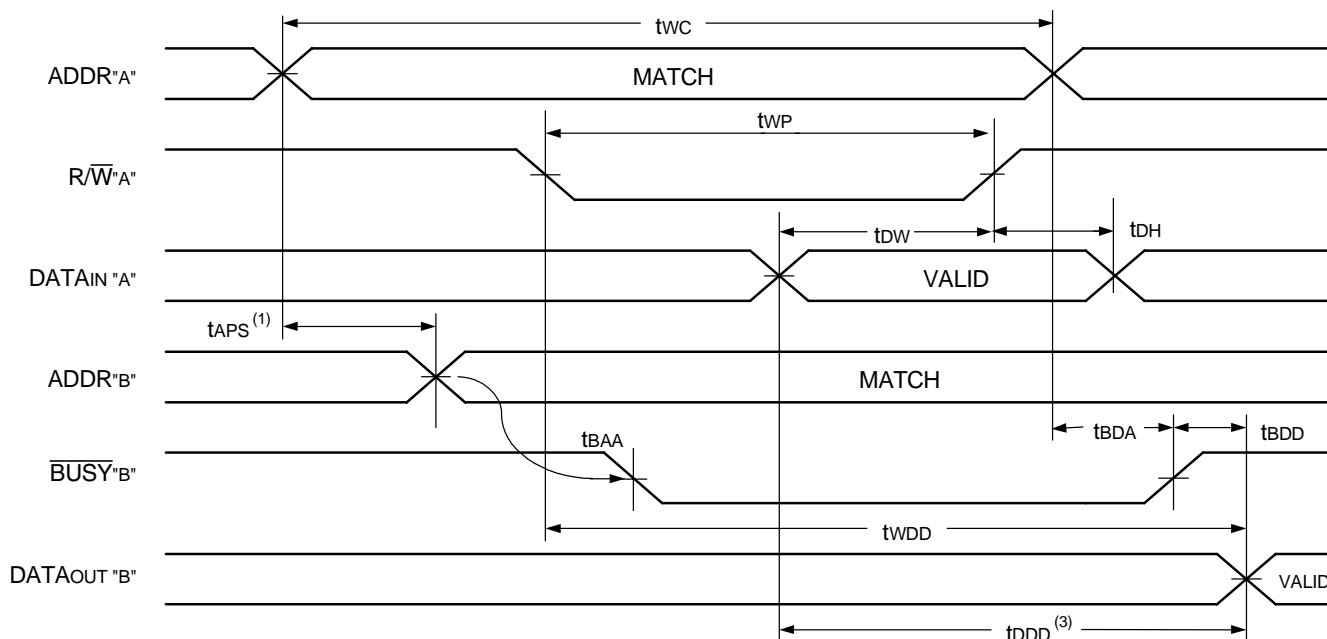 tWC
ADDR"A" MATCH
tWP
R/W̅"A"
tDW tDH
DATAIN "A" VALID
tAPS (1)
ADDR"B" MATCH
tBAA tBDA tBDD
B̅U̅S̅Y̅"B"
tWDD
DATAOUT "B" VALID
tDDD (3)